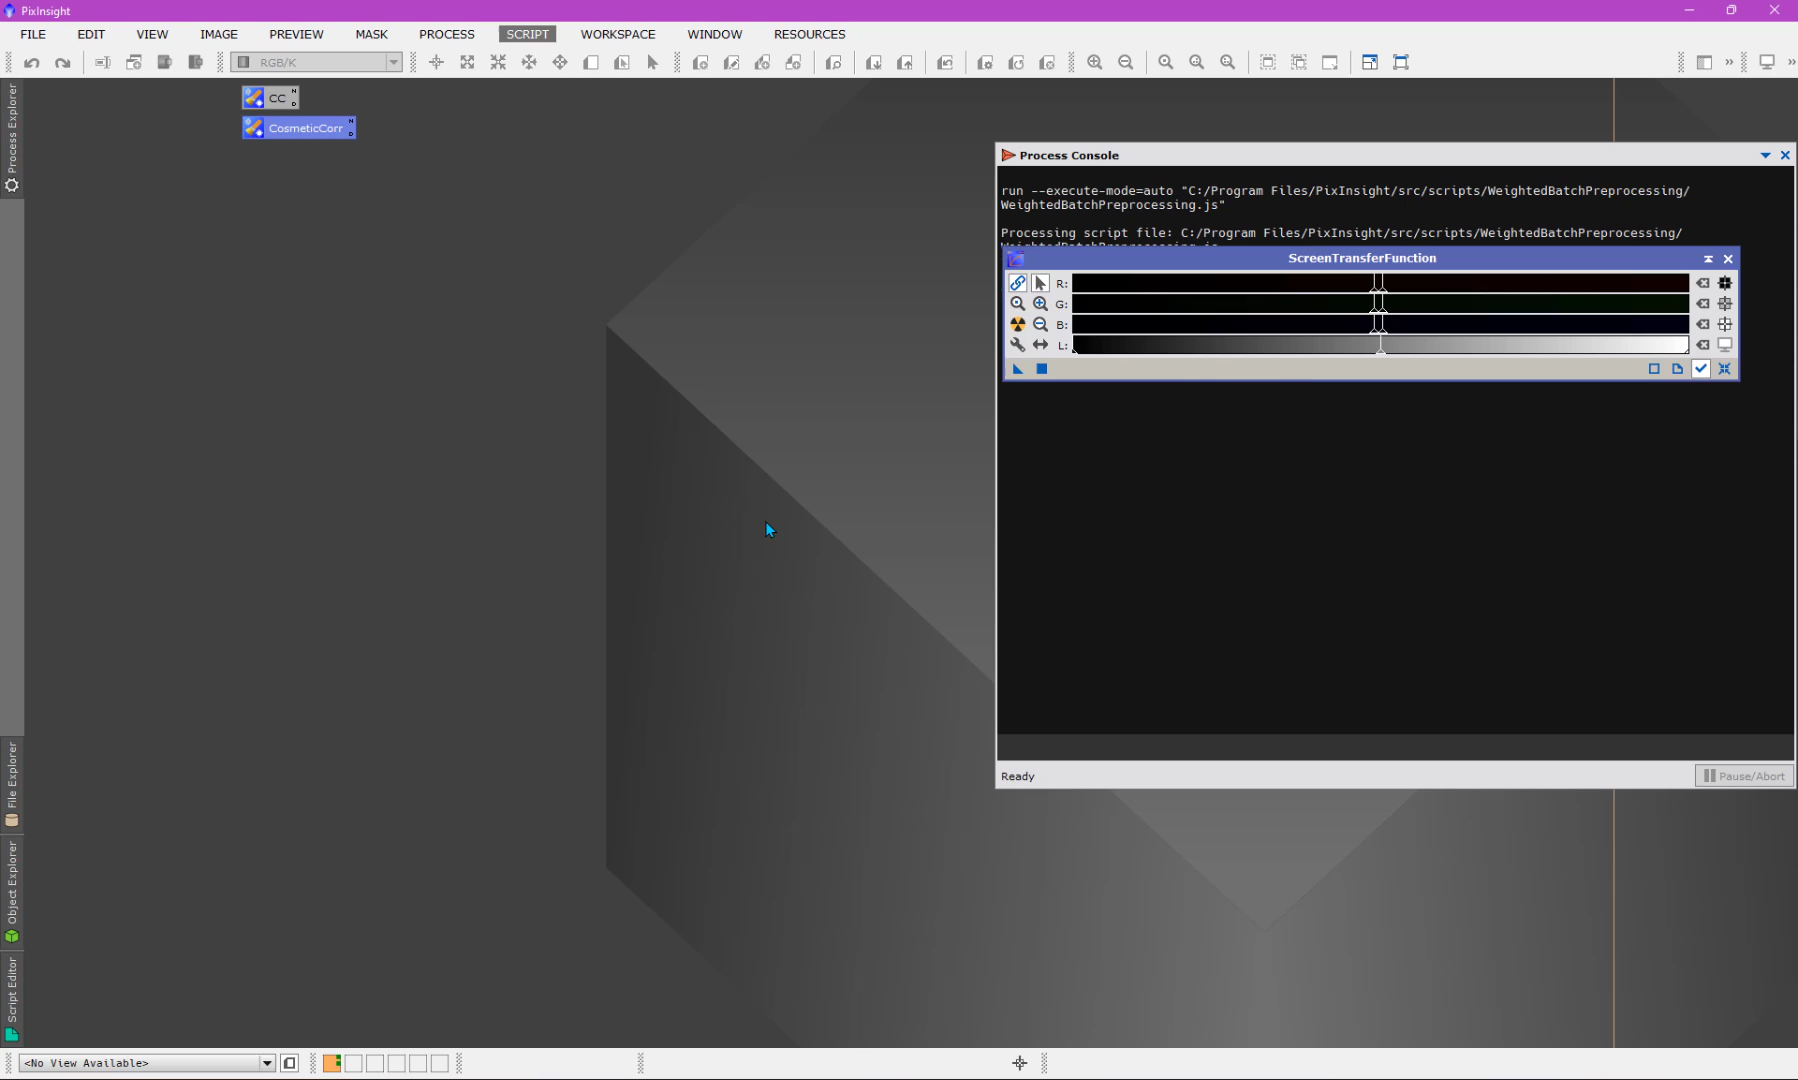 PixInsight
FILE EDIT VIEW IMAGE PREVIEW MASK PROCESS SCRIPT WORKSPACE WINDOW RESOURCES
RGB/K
Process Explorer
CC N D
CosmeticCorr N D
Process Console
run --execute-mode=auto "C:/Program Files/PixInsight/src/scripts/WeightedBatchPreprocessing/
WeightedBatchPreprocessing.js"
Processing script file: C:/Program Files/PixInsight/src/scripts/WeightedBatchPreprocessing/
WeightedBatchPreprocessing.js
ScreenTransferFunction
R:
G:
B:
L:
Ready
Pause/Abort
File Explorer
Object Explorer
Script Editor
<No View Available>